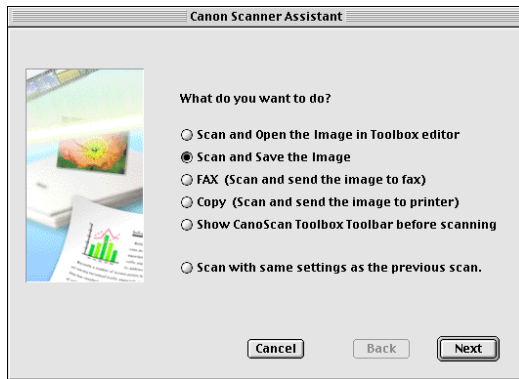 Canon Scanner Assistant
What do you want to do?
Scan and Open the Image in Toolbox editor
Scan and Save the Image
FAX (Scan and send the image to fax)
Copy (Scan and send the image to printer)
Show CanoScan Toolbox Toolbar before scanning
Scan with same settings as the previous scan.
Cancel
Back
Next